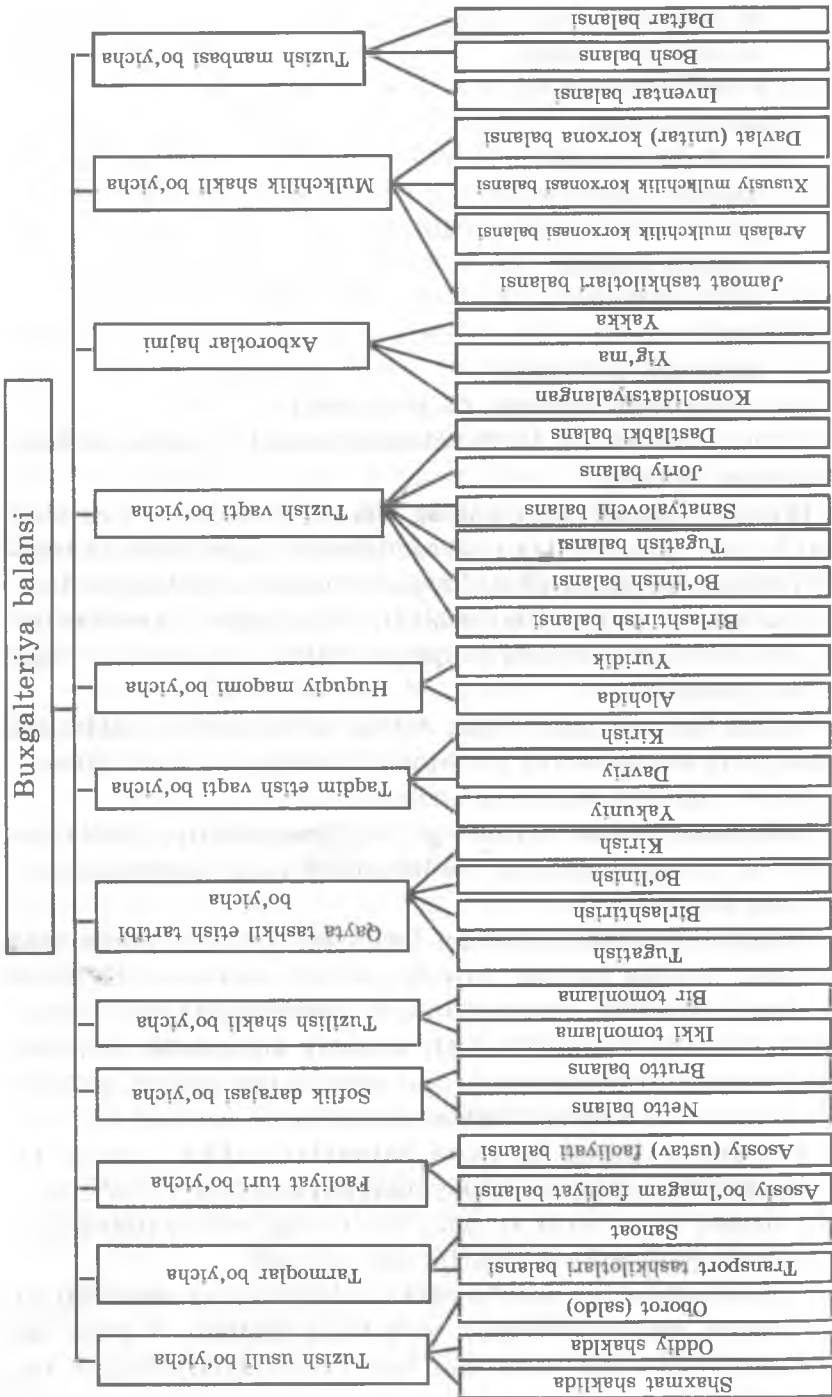 Buxgalteriya balansi
Tuzish usuli bo'yicha
Shaxmat shaklida
Oddiy shaklda
Oborot (saldo)
Tarmoqlar bo'yicha
Transport tashkilotlari balansi
Sanoat
Faoliyat turi bo'yicha
Asosiy bo'lmagam faoliyat balansi
Asosiy (ustav) faoliyati balansi
Soflik darajasi bo'yicha
Netto balans
Brutto balans
Tuzilish shakli bo'yicha
Ikki tomonlama
Bir tomonlama
Qayta tashkil etish tartibi
bo'yicha
Tugatish
Birlashtirish
Bo'linish
Kirish
Taqdim etish vaqti bo'yicha
Yakuniy
Davriy
Kirish
Huquqiy maqomi bo'yicha
Alohida
Yuridik
Tuzish vaqti bo'yicha
Birlashtirish balansi
Bo'linish balansi
Tugatish balansi
Sanatyalovchi balans
Joriy balans
Dastlabki balans
Axborotlar hajmi
Konsolidatsiyalangan
Yig'ma
Yakka
Mulkchilik shakli bo'yicha
Jamoat tashkilotlari balansi
Aralash mulkchilik korxonasi balansi
Xususiy mulkchilik korxonasi balansi
Davlat (unitar) korxona balansi
Tuzish manbasi bo'yicha
Inventar balansi
Bosh balans
Daftar balansi